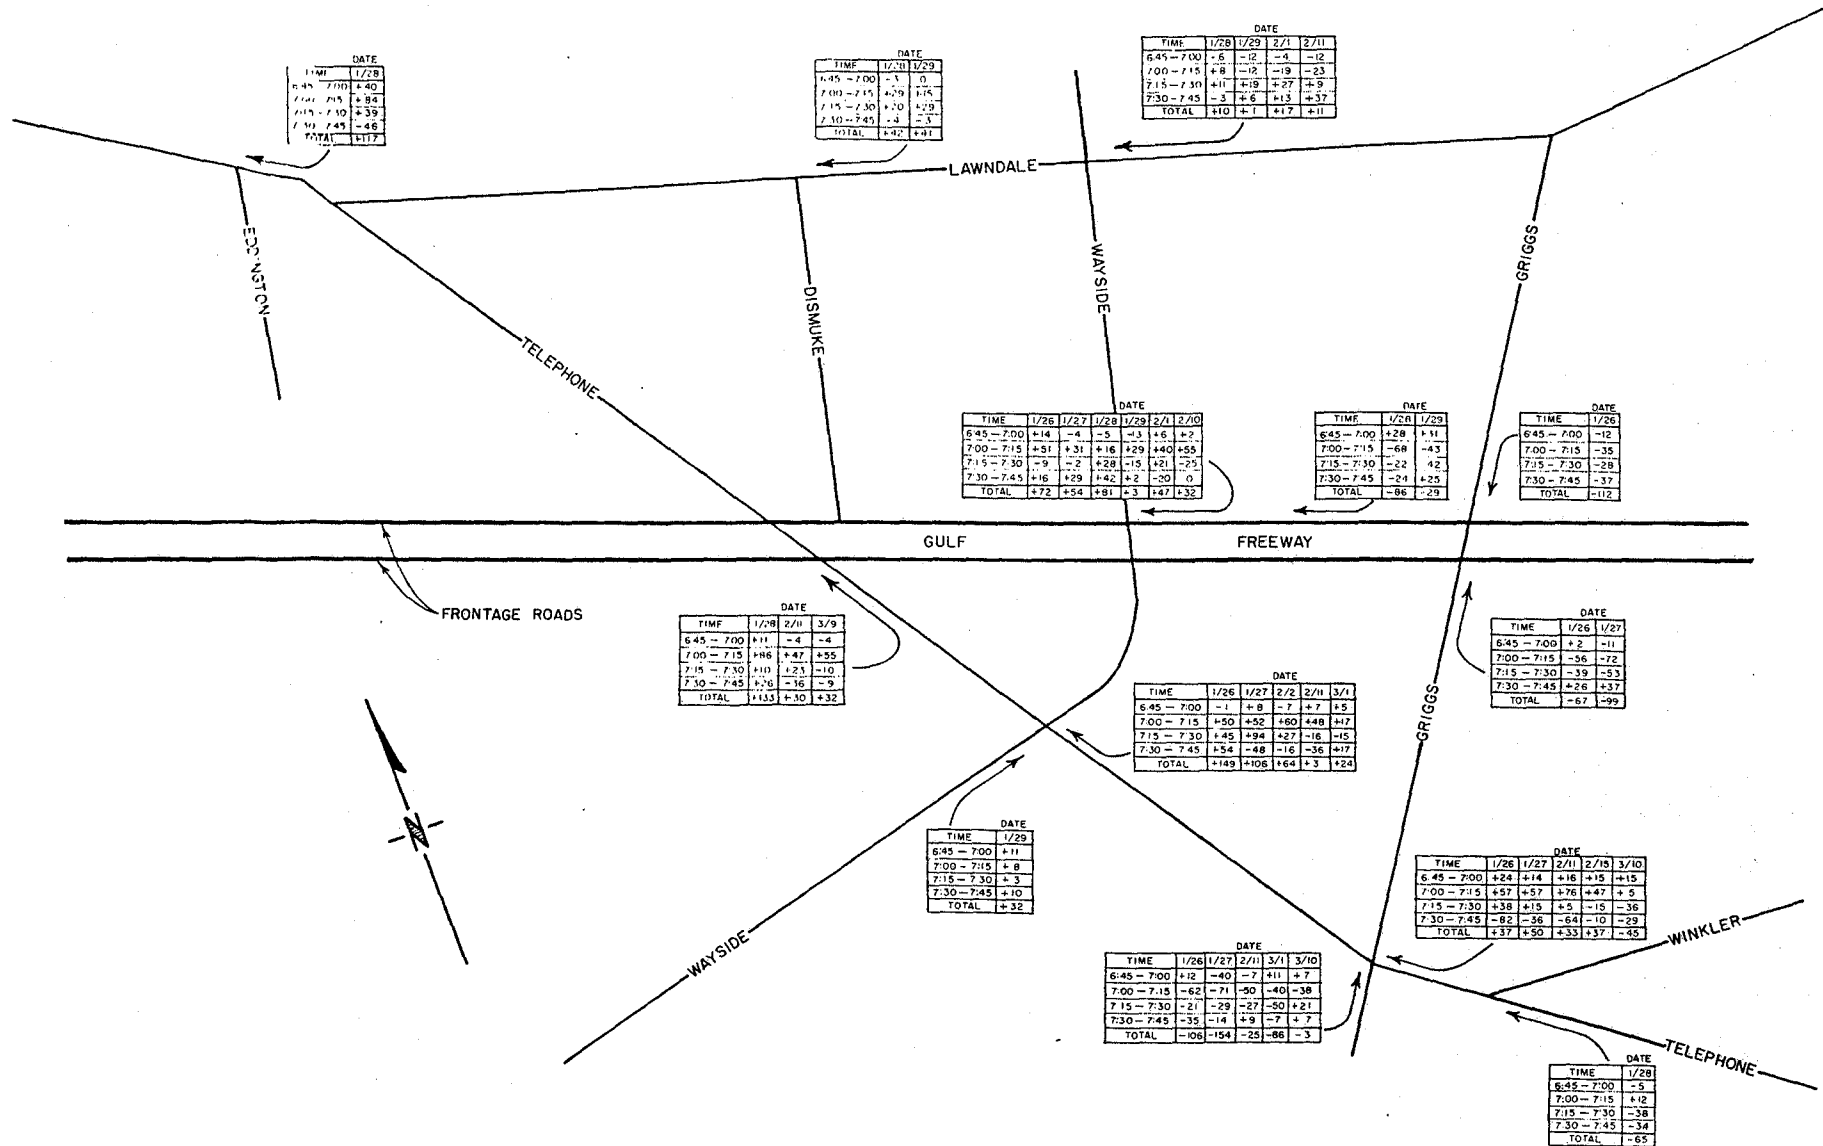 DATE
TIME 1/28
6:45 – 7:00 +40
7:00 – 7:15 +84
7:15 – 7:30 +39
7:30 – 7:45 -46
TOTAL +117
DATE
TIME 1/28 1/29
6:45 – 7:00 -3 0
7:00 – 7:15 +29 +15
7:15 – 7:30 +20 +29
7:30 – 7:45 -4 -3
TOTAL +42 +41
DATE
TIME 1/28 1/29 2/1 2/11
6:45 – 7:00 -6 -12 -4 -12
7:00 – 7:15 +8 -12 -19 -23
7:15 – 7:30 +11 +19 +27 +9
7:30 – 7:45 -3 +6 +13 +37
TOTAL +10 +1 +17 +11
LAWNDALE
EDDINGTON
TELEPHONE
DISMUKE
WAYSIDE
GRIGGS
DATE
TIME 1/26 1/27 1/28 1/29 2/1 2/10
6:45 – 7:00 +14 -4 -5 -13 +6 +2
7:00 – 7:15 +51 +31 +16 +29 +40 +55
7:15 – 7:30 -9 -2 +28 -15 +21 -25
7:30 – 7:45 +16 +29 +42 +2 -20 0
TOTAL +72 +54 +81 +3 +47 +32
DATE
TIME 1/28 1/29
6:45 – 7:00 +28 +31
7:00 – 7:15 -68 -43
7:15 – 7:30 -22 42
7:30 – 7:45 -24 +25
TOTAL -86 -29
DATE
TIME 1/26
6:45 – 7:00 -12
7:00 – 7:15 -35
7:15 – 7:30 -28
7:30 – 7:45 -37
TOTAL -112
GULF FREEWAY
FRONTAGE ROADS
DATE
TIME 1/28 2/11 3/9
6:45 – 7:00 +11 -4 -4
7:00 – 7:15 +86 +47 +55
7:15 – 7:30 +10 +23 -10
7:30 – 7:45 +26 -36 -9
TOTAL +133 +30 +32
DATE
TIME 1/26 1/27
6:45 – 7:00 +2 -11
7:00 – 7:15 -56 -72
7:15 – 7:30 -39 -53
7:30 – 7:45 +26 +37
TOTAL -67 -99
DATE
TIME 1/26 1/27 2/2 2/11 3/1
6:45 – 7:00 -1 +8 -7 +7 +5
7:00 – 7:15 +50 +52 +60 +48 +17
7:15 – 7:30 +45 +94 +27 -16 -15
7:30 – 7:45 +54 -48 -16 -36 +17
TOTAL +149 +106 +64 +3 +24
GRIGGS
N
DATE
TIME 1/29
6:45 – 7:00 +11
7:00 – 7:15 +8
7:15 – 7:30 +3
7:30 – 7:45 +10
TOTAL +32
WAYSIDE
DATE
TIME 1/26 1/27 2/11 2/15 3/10
6:45 – 7:00 +24 +14 +16 +15 +15
7:00 – 7:15 +57 +57 +76 +47 +5
7:15 – 7:30 +38 +15 +5 -15 -36
7:30 – 7:45 -82 -36 -64 -10 -29
TOTAL +37 +50 +33 +37 -45
WINKLER
DATE
TIME 1/26 1/27 2/11 3/1 3/10
6:45 – 7:00 +12 -40 -7 +11 +7
7:00 – 7:15 -62 -71 -50 -40 -38
7:15 – 7:30 -21 -29 -27 -50 +21
7:30 – 7:45 -35 -14 +9 -7 +7
TOTAL -106 -154 -25 -86 -3
TELEPHONE
DATE
TIME 1/28
6:45 – 7:00 -5
7:00 – 7:15 +12
7:15 – 7:30 -38
7:30 – 7:45 -34
TOTAL -65